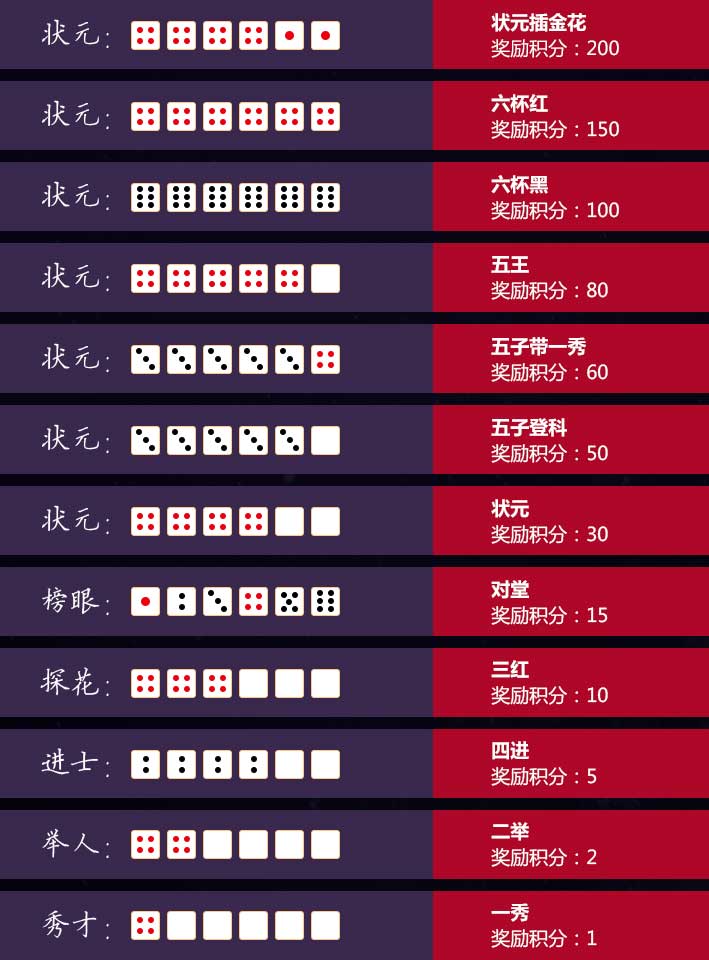 状元:
状元插金花
奖励积分：200
状元:
六杯红
奖励积分：150
状元:
六杯黑
奖励积分：100
状元:
五王
奖励积分：80
状元:
五子带一秀
奖励积分：60
状元:
五子登科
奖励积分：50
状元:
状元
奖励积分：30
榜眼:
对堂
奖励积分：15
探花:
三红
奖励积分：10
进士:
四进
奖励积分：5
举人:
二举
奖励积分：2
秀才:
一秀
奖励积分：1